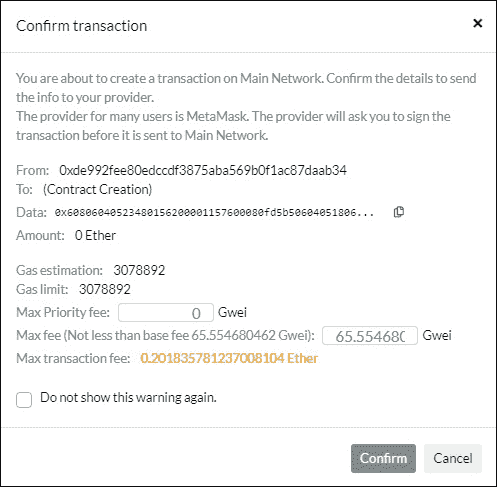 Confirm transaction ×
You are about to create a transaction on Main Network. Confirm the details to send
the info to your provider.
The provider for many users is MetaMask. The provider will ask you to sign the
transaction before it is sent to Main Network.
From: 0xde992fee80edccdf3875aba569b0f1ac87daab34
To: (Contract Creation)
Data: 0x60806040523480156200001157600080fd5b50604051806...
Amount: 0 Ether
Gas estimation: 3078892
Gas limit: 3078892
Max Priority fee: 0 Gwei
Max fee (Not less than base fee 65.554680462 Gwei): 65.55468( Gwei
Max transaction fee: 0.201835781237008104 Ether
Do not show this warning again.
Confirm Cancel